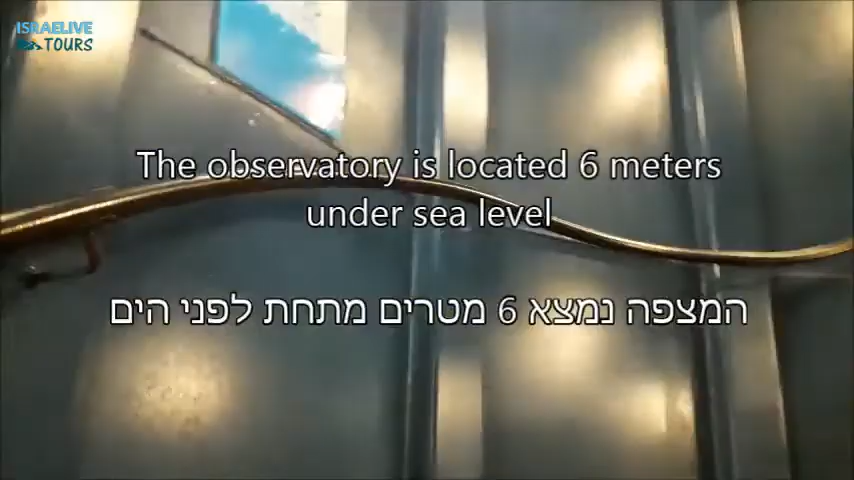 ISRAELIVE
TOURS
The observatory is located 6 meters
under sea level
המצפה נמצא 6 מטרים מתחת לפני הים